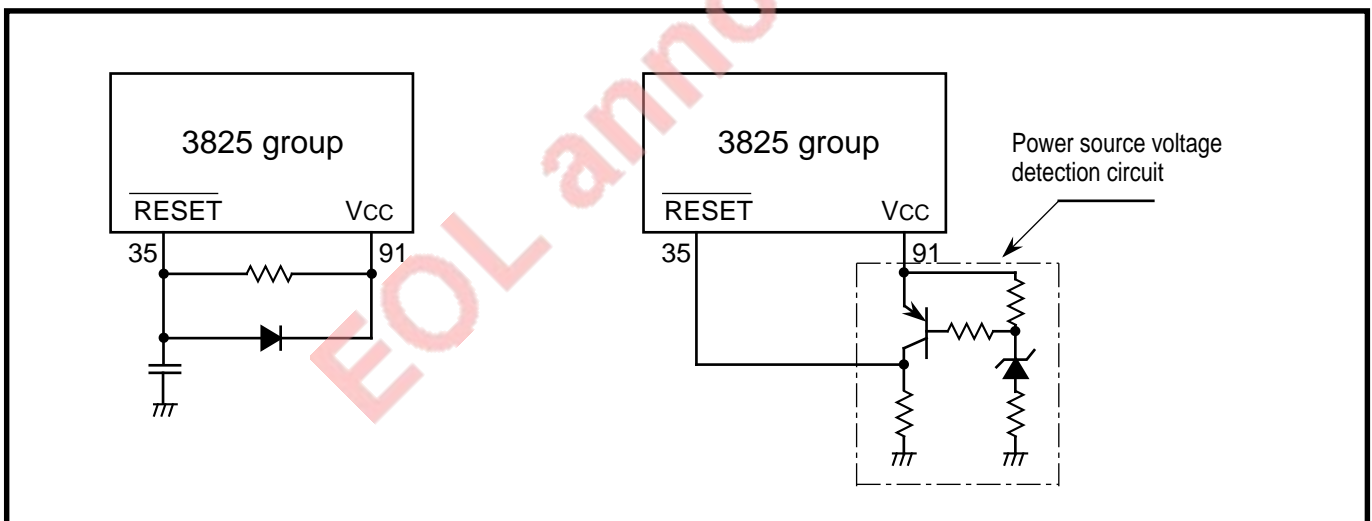 3825 group
RESET
VCC
35
91
3825 group
RESET
VCC
35
91
Power source voltage
detection circuit
EOL anno